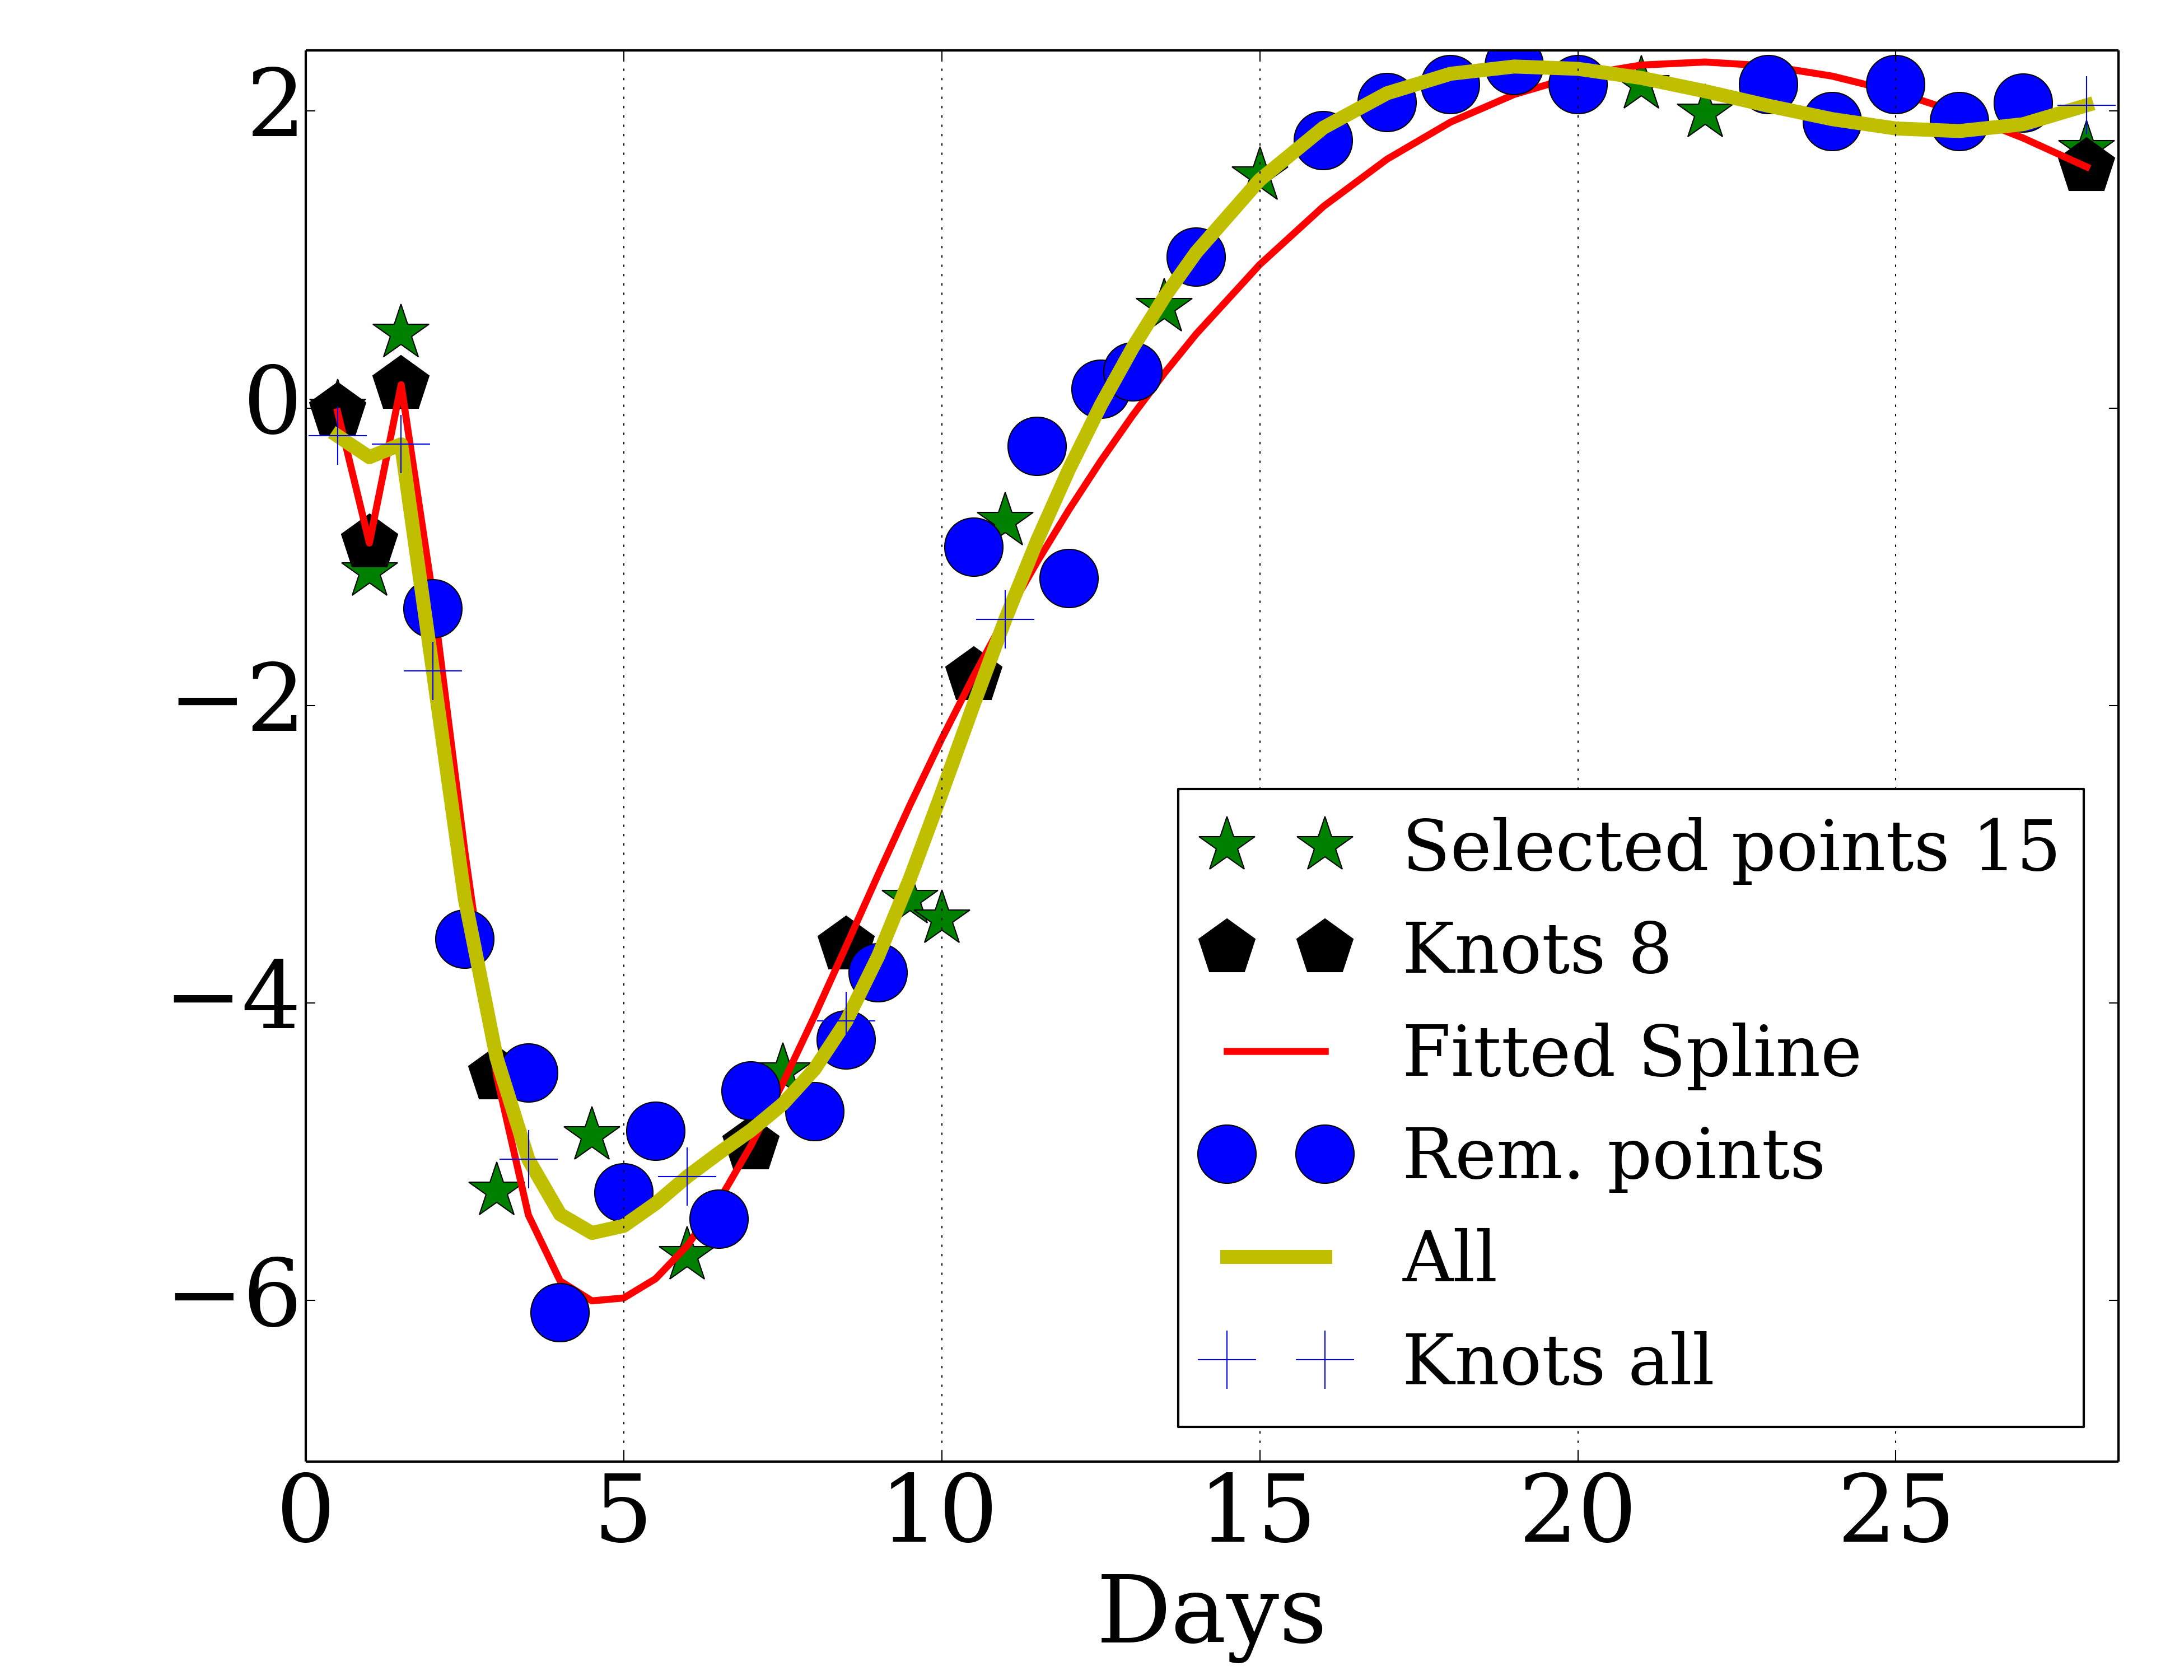 2
0
−2
−4
−6
Selected points 15
Knots 8
Fitted Spline
Rem. points
All
Knots all
0 5 10 15 20 25
Days